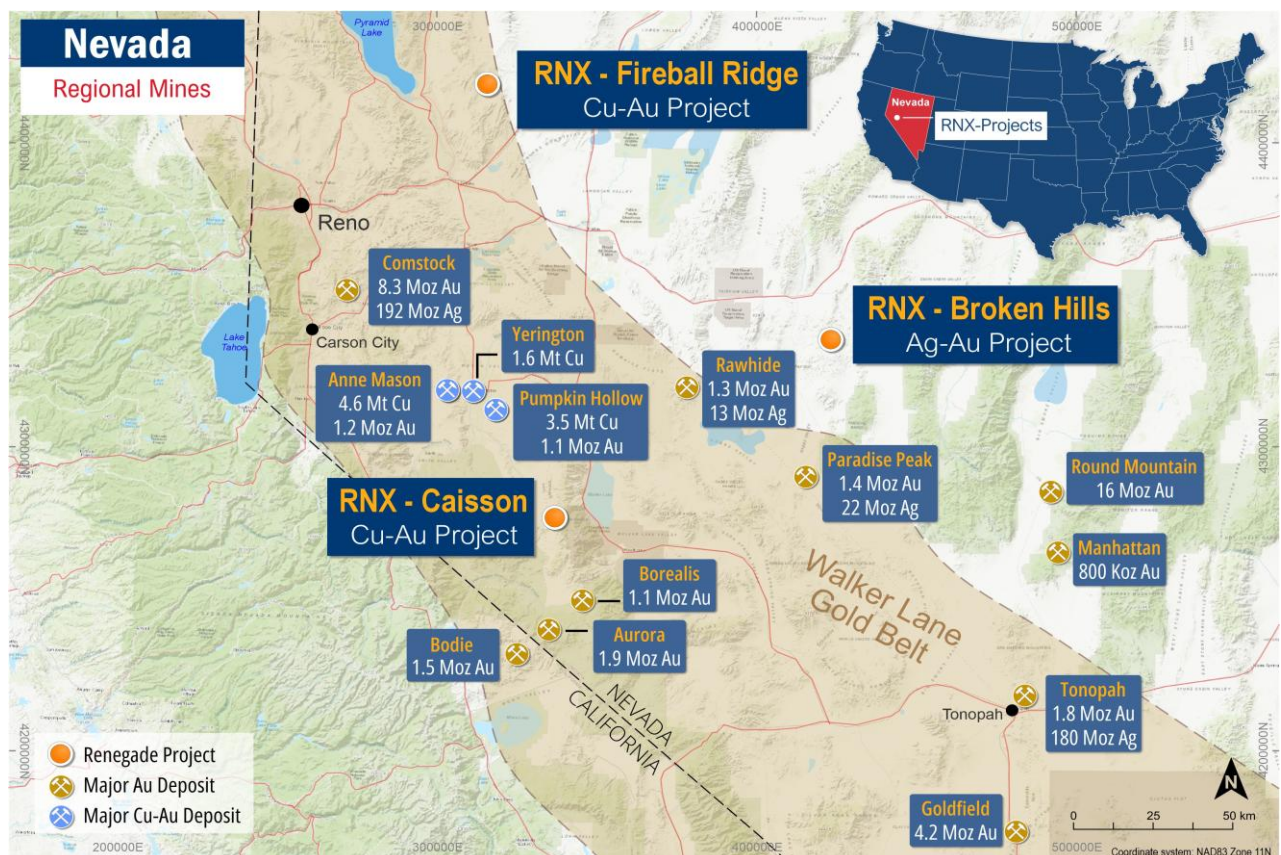 Nevada
Regional Mines
300000E
400000E
500000E
4400000N
4400000N
Pyramid
Lake
RNX - Fireball Ridge
Cu-Au Project
Nevada
RNX-Projects
Reno
Comstock
8.3 Moz Au
192 Moz Ag
Carson City
Lake
Tahoe
Yerington
1.6 Mt Cu
Anne Mason
4.6 Mt Cu
1.2 Moz Au
Pumpkin Hollow
3.5 Mt Cu
1.1 Moz Au
RNX - Broken Hills
Ag-Au Project
Rawhide
1.3 Moz Au
13 Moz Ag
4300000N
4300000N
Paradise Peak
1.4 Moz Au
22 Moz Ag
Round Mountain
16 Moz Au
RNX - Caisson
Cu-Au Project
Manhattan
800 Koz Au
Borealis
1.1 Moz Au
Walker Lane
Gold Belt
Aurora
1.9 Moz Au
Bodie
1.5 Moz Au
NEVADA
CALIFORNIA
Tonopah
Tonopah
1.8 Moz Au
180 Moz Ag
4200000N
4200000N
Renegade Project
Major Au Deposit
Major Cu-Au Deposit
Goldfield
4.2 Moz Au
N
0 25 50 km
200000E
300000E
400000E
500000E
Coordinate system: NAD83 Zone 11N